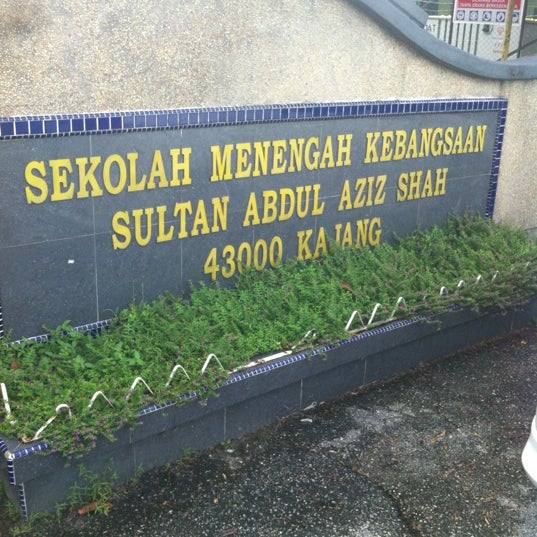 SEKOLAH MENENGAH KEBANGSAAN
SULTAN ABDUL AZIZ SHAH
43000 KAJANG